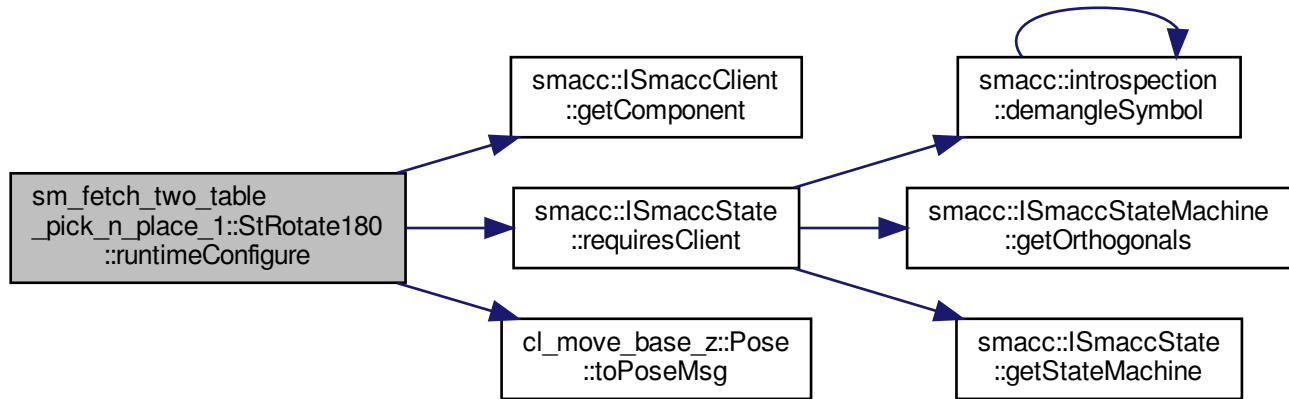 sm_fetch_two_table
_pick_n_place_1::StRotate180
::runtimeConfigure
smacc::ISmaccClient
::getComponent
smacc::ISmaccState
::requiresClient
cl_move_base_z::Pose
::toPoseMsg
smacc::introspection
::demangleSymbol
smacc::ISmaccStateMachine
::getOrthogonals
smacc::ISmaccState
::getStateMachine